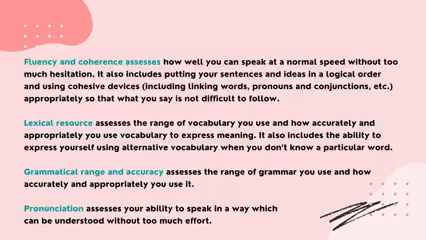 Fluency and coherence assesses how well you can speak at a normal speed without too
much hesitation. It also includes putting your sentences and ideas in a logical order
and using cohesive devices (including linking words, pronouns and conjunctions, etc.)
appropriately so that what you say is not difficult to follow.
Lexical resource assesses the range of vocabulary you use and how accurately and
appropriately you use vocabulary to express meaning. It also includes the ability to
express yourself using alternative vocabulary when you don't know a particular word.
Grammatical range and accuracy assesses the range of grammar you use and how
accurately and appropriately you use it.
Pronunciation assesses your ability to speak in a way which
can be understood without too much effort.